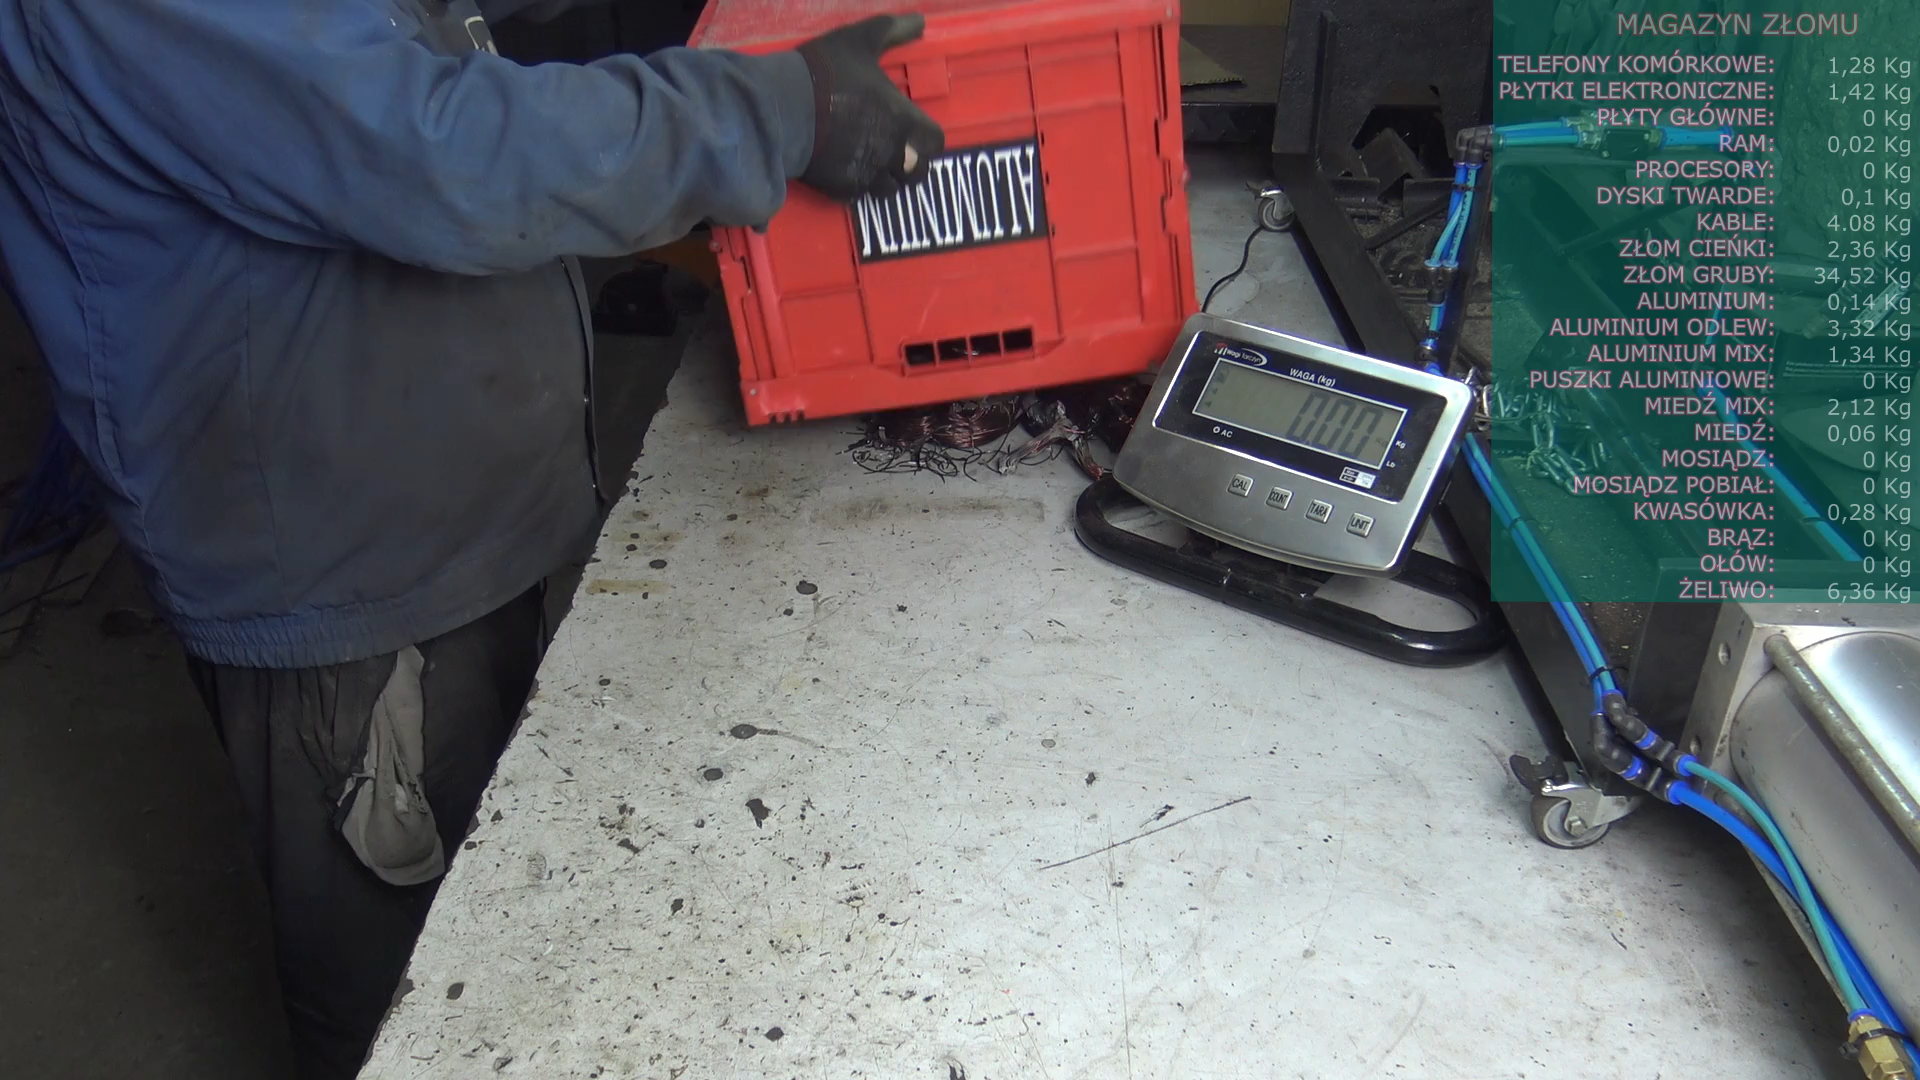 MAGAZYN ZŁOMU
TELEFONY KOMÓRKOWE: 1,28 Kg
PŁYTKI ELEKTRONICZNE: 1,42 Kg
PŁYTY GŁÓWNE: 0 Kg
RAM: 0,02 Kg
PROCESORY: 0 Kg
DYSKI TWARDE: 0,1 Kg
KABLE: 4.08 Kg
ZŁOM CIEŃKI: 2,36 Kg
ZŁOM GRUBY: 34,52 Kg
ALUMINIUM: 0,14 Kg
ALUMINIUM ODLEW: 3,32 Kg
ALUMINIUM MIX: 1,34 Kg
PUSZKI ALUMINIOWE: 0 Kg
MIEDŹ MIX: 2,12 Kg
MIEDŹ: 0,06 Kg
MOSIĄDZ: 0 Kg
MOSIĄDZ POBIAŁ: 0 Kg
KWASÓWKA: 0,28 Kg
BRĄZ: 0 Kg
OŁÓW: 0 Kg
ŻELIWO: 6,36 Kg
ALUMINIUM
WAGA (kg)
0.00
Kg
AC
Lb
CAL COUNT TARA UNIT